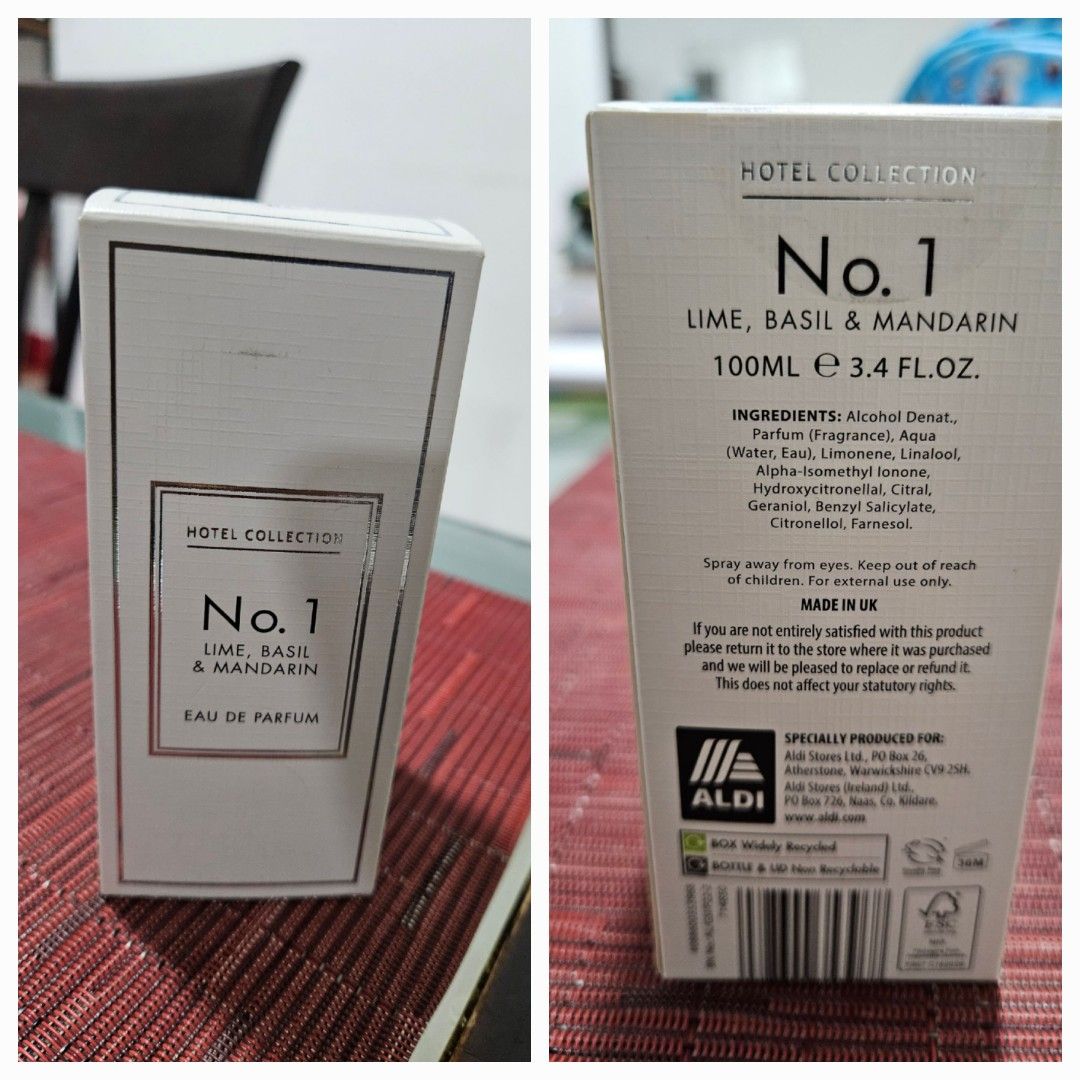 HOTEL COLLECTION
No. 1
LIME, BASIL
& MANDARIN
EAU DE PARFUM
HOTEL COLLECTION
No. 1
LIME, BASIL & MANDARIN
100ML ℮ 3.4 FL.OZ.
INGREDIENTS: Alcohol Denat.,
Parfum (Fragrance), Aqua
(Water, Eau), Limonene, Linalool,
Alpha-Isomethyl Ionone,
Hydroxycitronellal, Citral,
Geraniol, Benzyl Salicylate,
Citronellol, Farnesol.
Spray away from eyes. Keep out of reach
of children. For external use only.
MADE IN UK
If you are not entirely satisfied with this product
please return it to the store where it was purchased
and we will be pleased to replace or refund it.
This does not affect your statutory rights.
ALDI
SPECIALLY PRODUCED FOR:
Aldi Stores Ltd., PO Box 26,
Atherstone, Warwickshire CV9 2SH.
Aldi Stores (Ireland) Ltd.,
PO Box 726, Naas, Co. Kildare.
www.aldi.com
BOX Widely Recycled
BOTTLE & LID Non Recyclable
36M
FSC